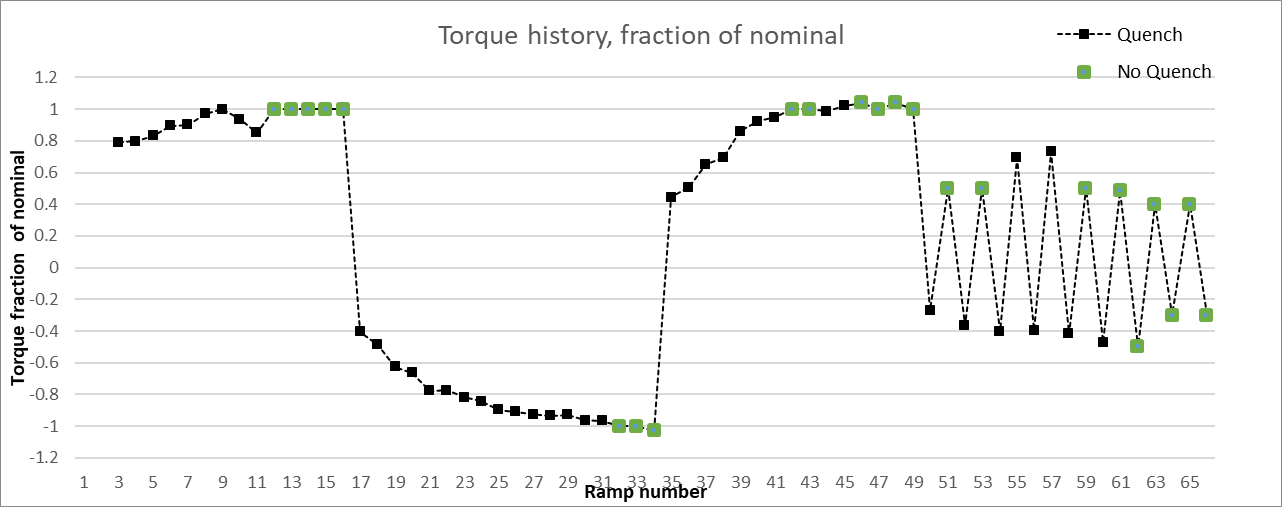 Torque history, fraction of nominal
Quench
No Quench
Torque fraction of nominal
1.2
1
0.8
0.6
0.4
0.2
0
-0.2
-0.4
-0.6
-0.8
-1
-1.2
1 3 5 7 9 11 13 15 17 19 21 23 25 27 29 31 33 35 37 39 41 43 45 47 49 51 53 55 57 59 61 63 65
Ramp number